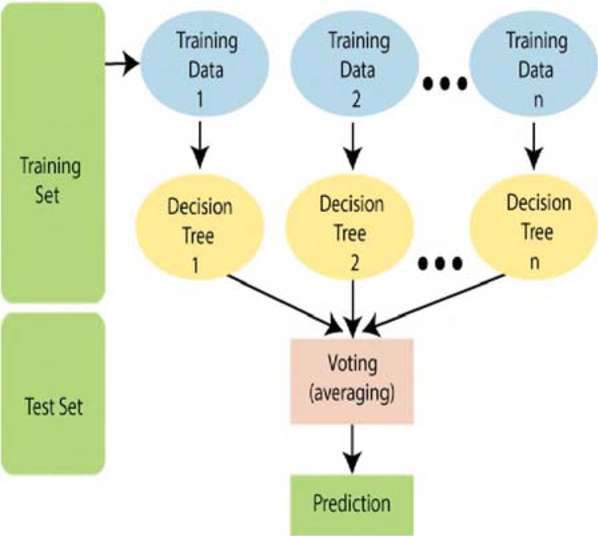 Training
Set
Test Set
Training
Data
1
Training
Data
2
Training
Data
n
Decision
Tree
1
Decision
Tree
2
Decision
Tree
n
Voting
(averaging)
Prediction